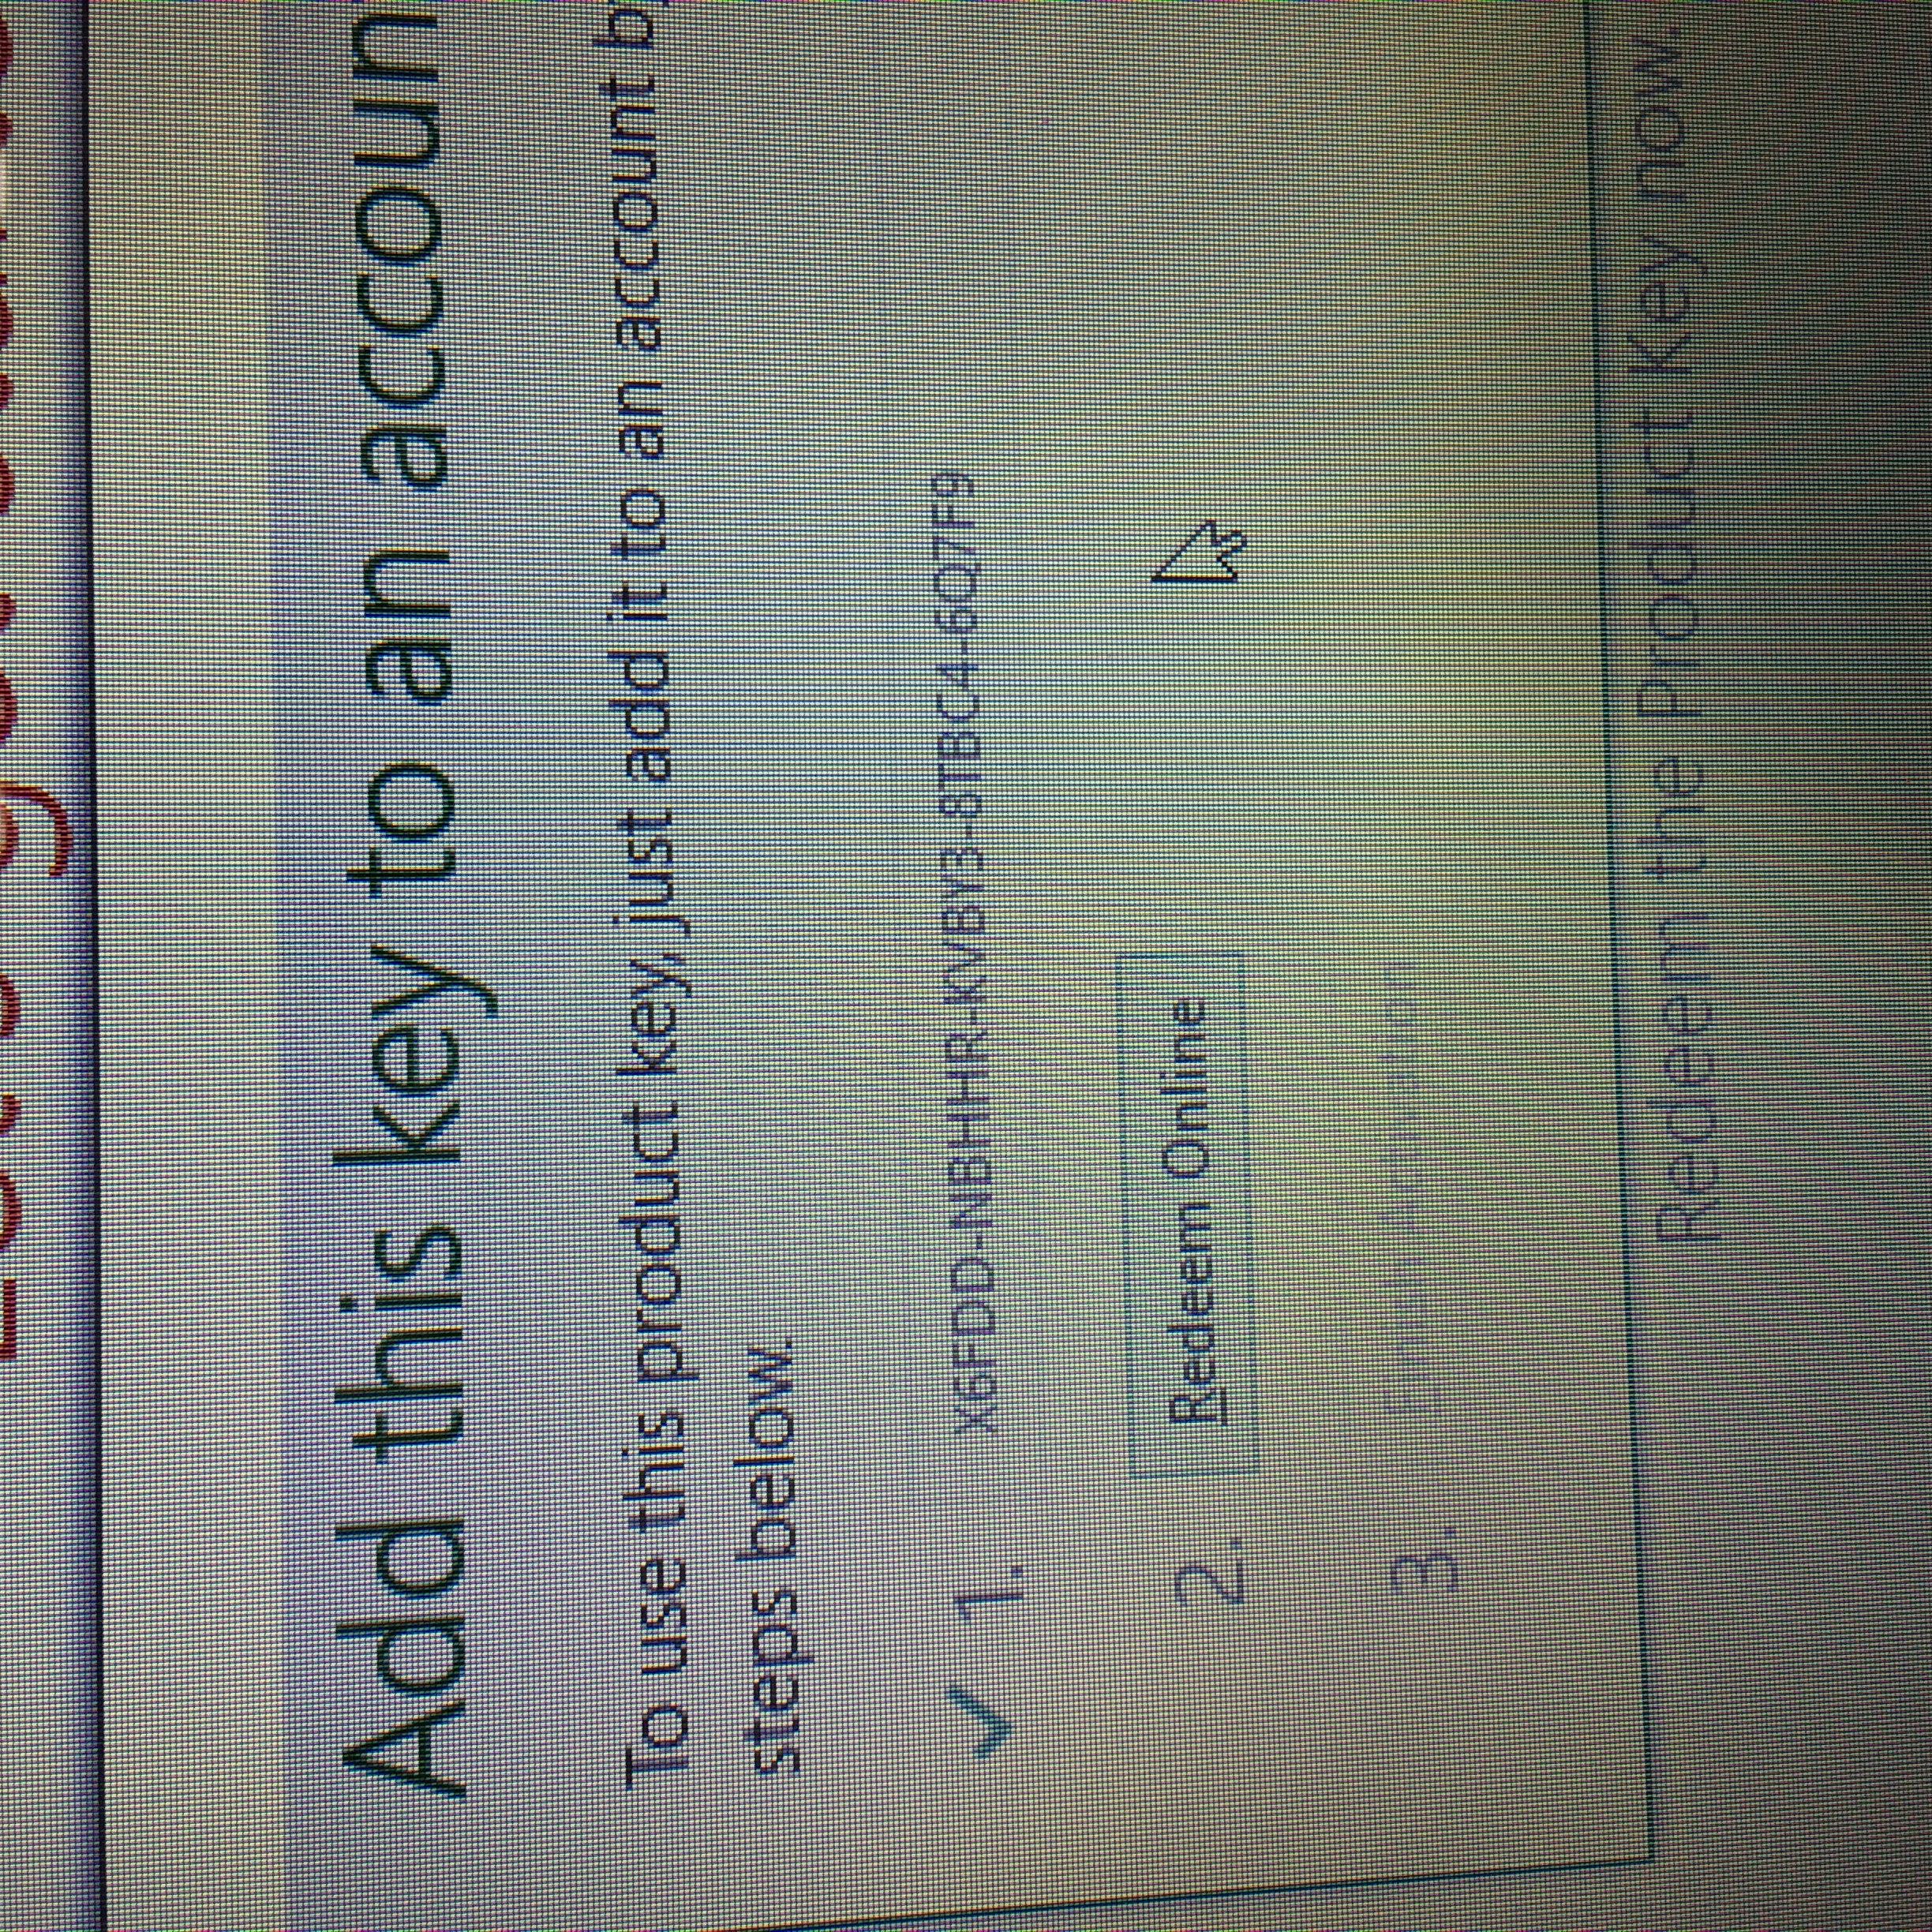 Let's get starte
Add this key to an accoun
To use this product key, just add it to an account b
steps below.
1. X6FDD-NBHHR-KVBY3-8TBC4-6Q7F9
2. Redeem Online
3. Finish Activation
Redeem the Product Key now.